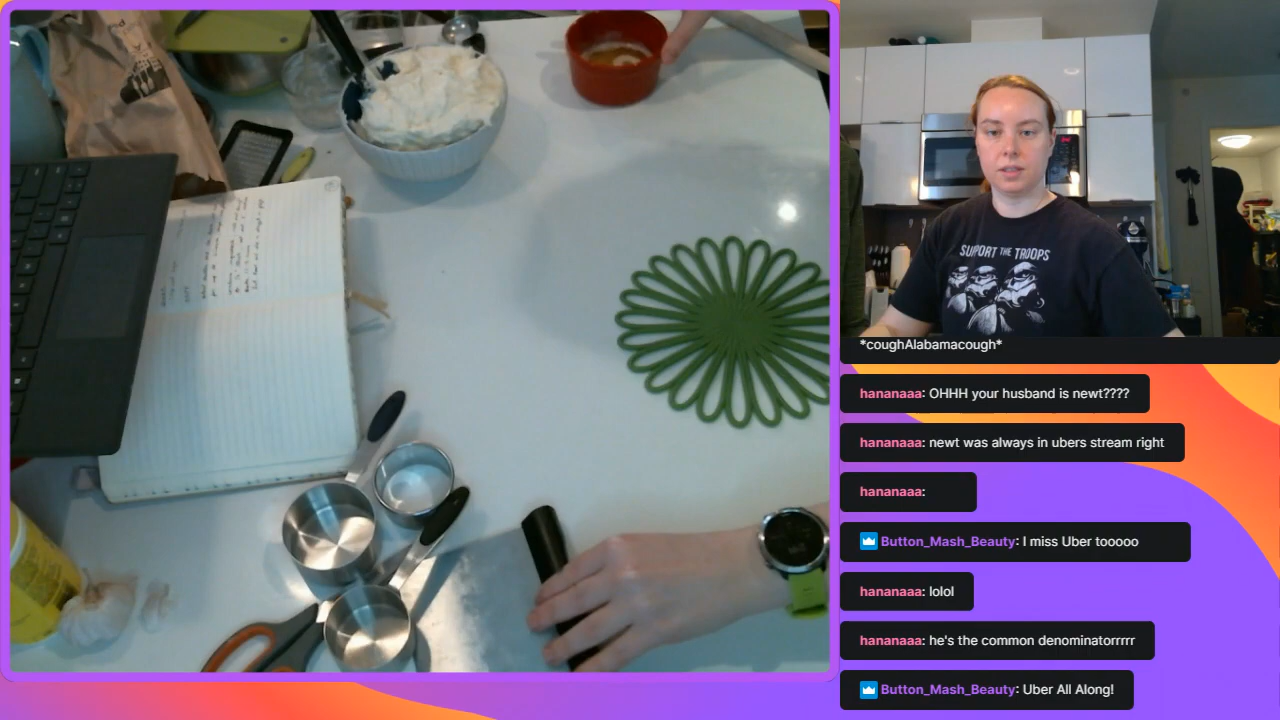 SUPPORT THE TROOPS
*coughAlabamacough*
hananaaa: OHHH your husband is newt????
hananaaa: newt was always in ubers stream right
hananaaa:
Button_Mash_Beauty: I miss Uber tooooo
hananaaa: lolol
hananaaa: he's the common denominatorrrrr
Button_Mash_Beauty: Uber All Along!